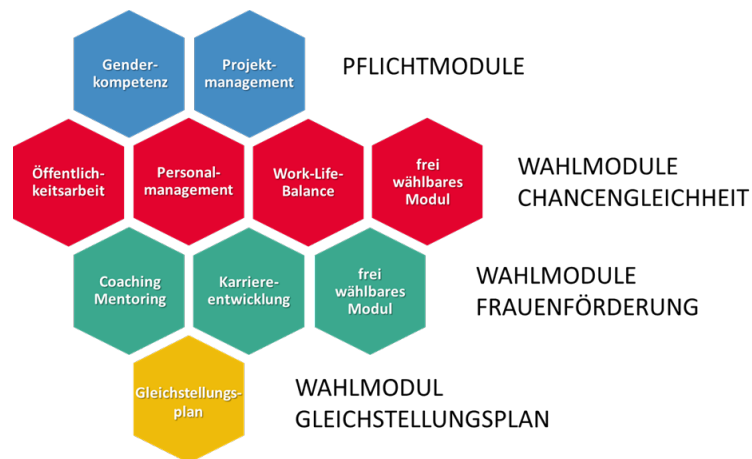 Gender-
kompetenz
Projekt-
management
PFLICHTMODULE
Öffentlich-
keitsarbeit
Personal-
management
Work-Life-
Balance
frei
wählbares
Modul
WAHLMODULE
CHANCENGLEICHHEIT
Coaching
Mentoring
Karriere-
entwicklung
frei
wählbares
Modul
WAHLMODULE
FRAUENFÖRDERUNG
Gleichstellungs-
plan
WAHLMODUL
GLEICHSTELLUNGSPLAN